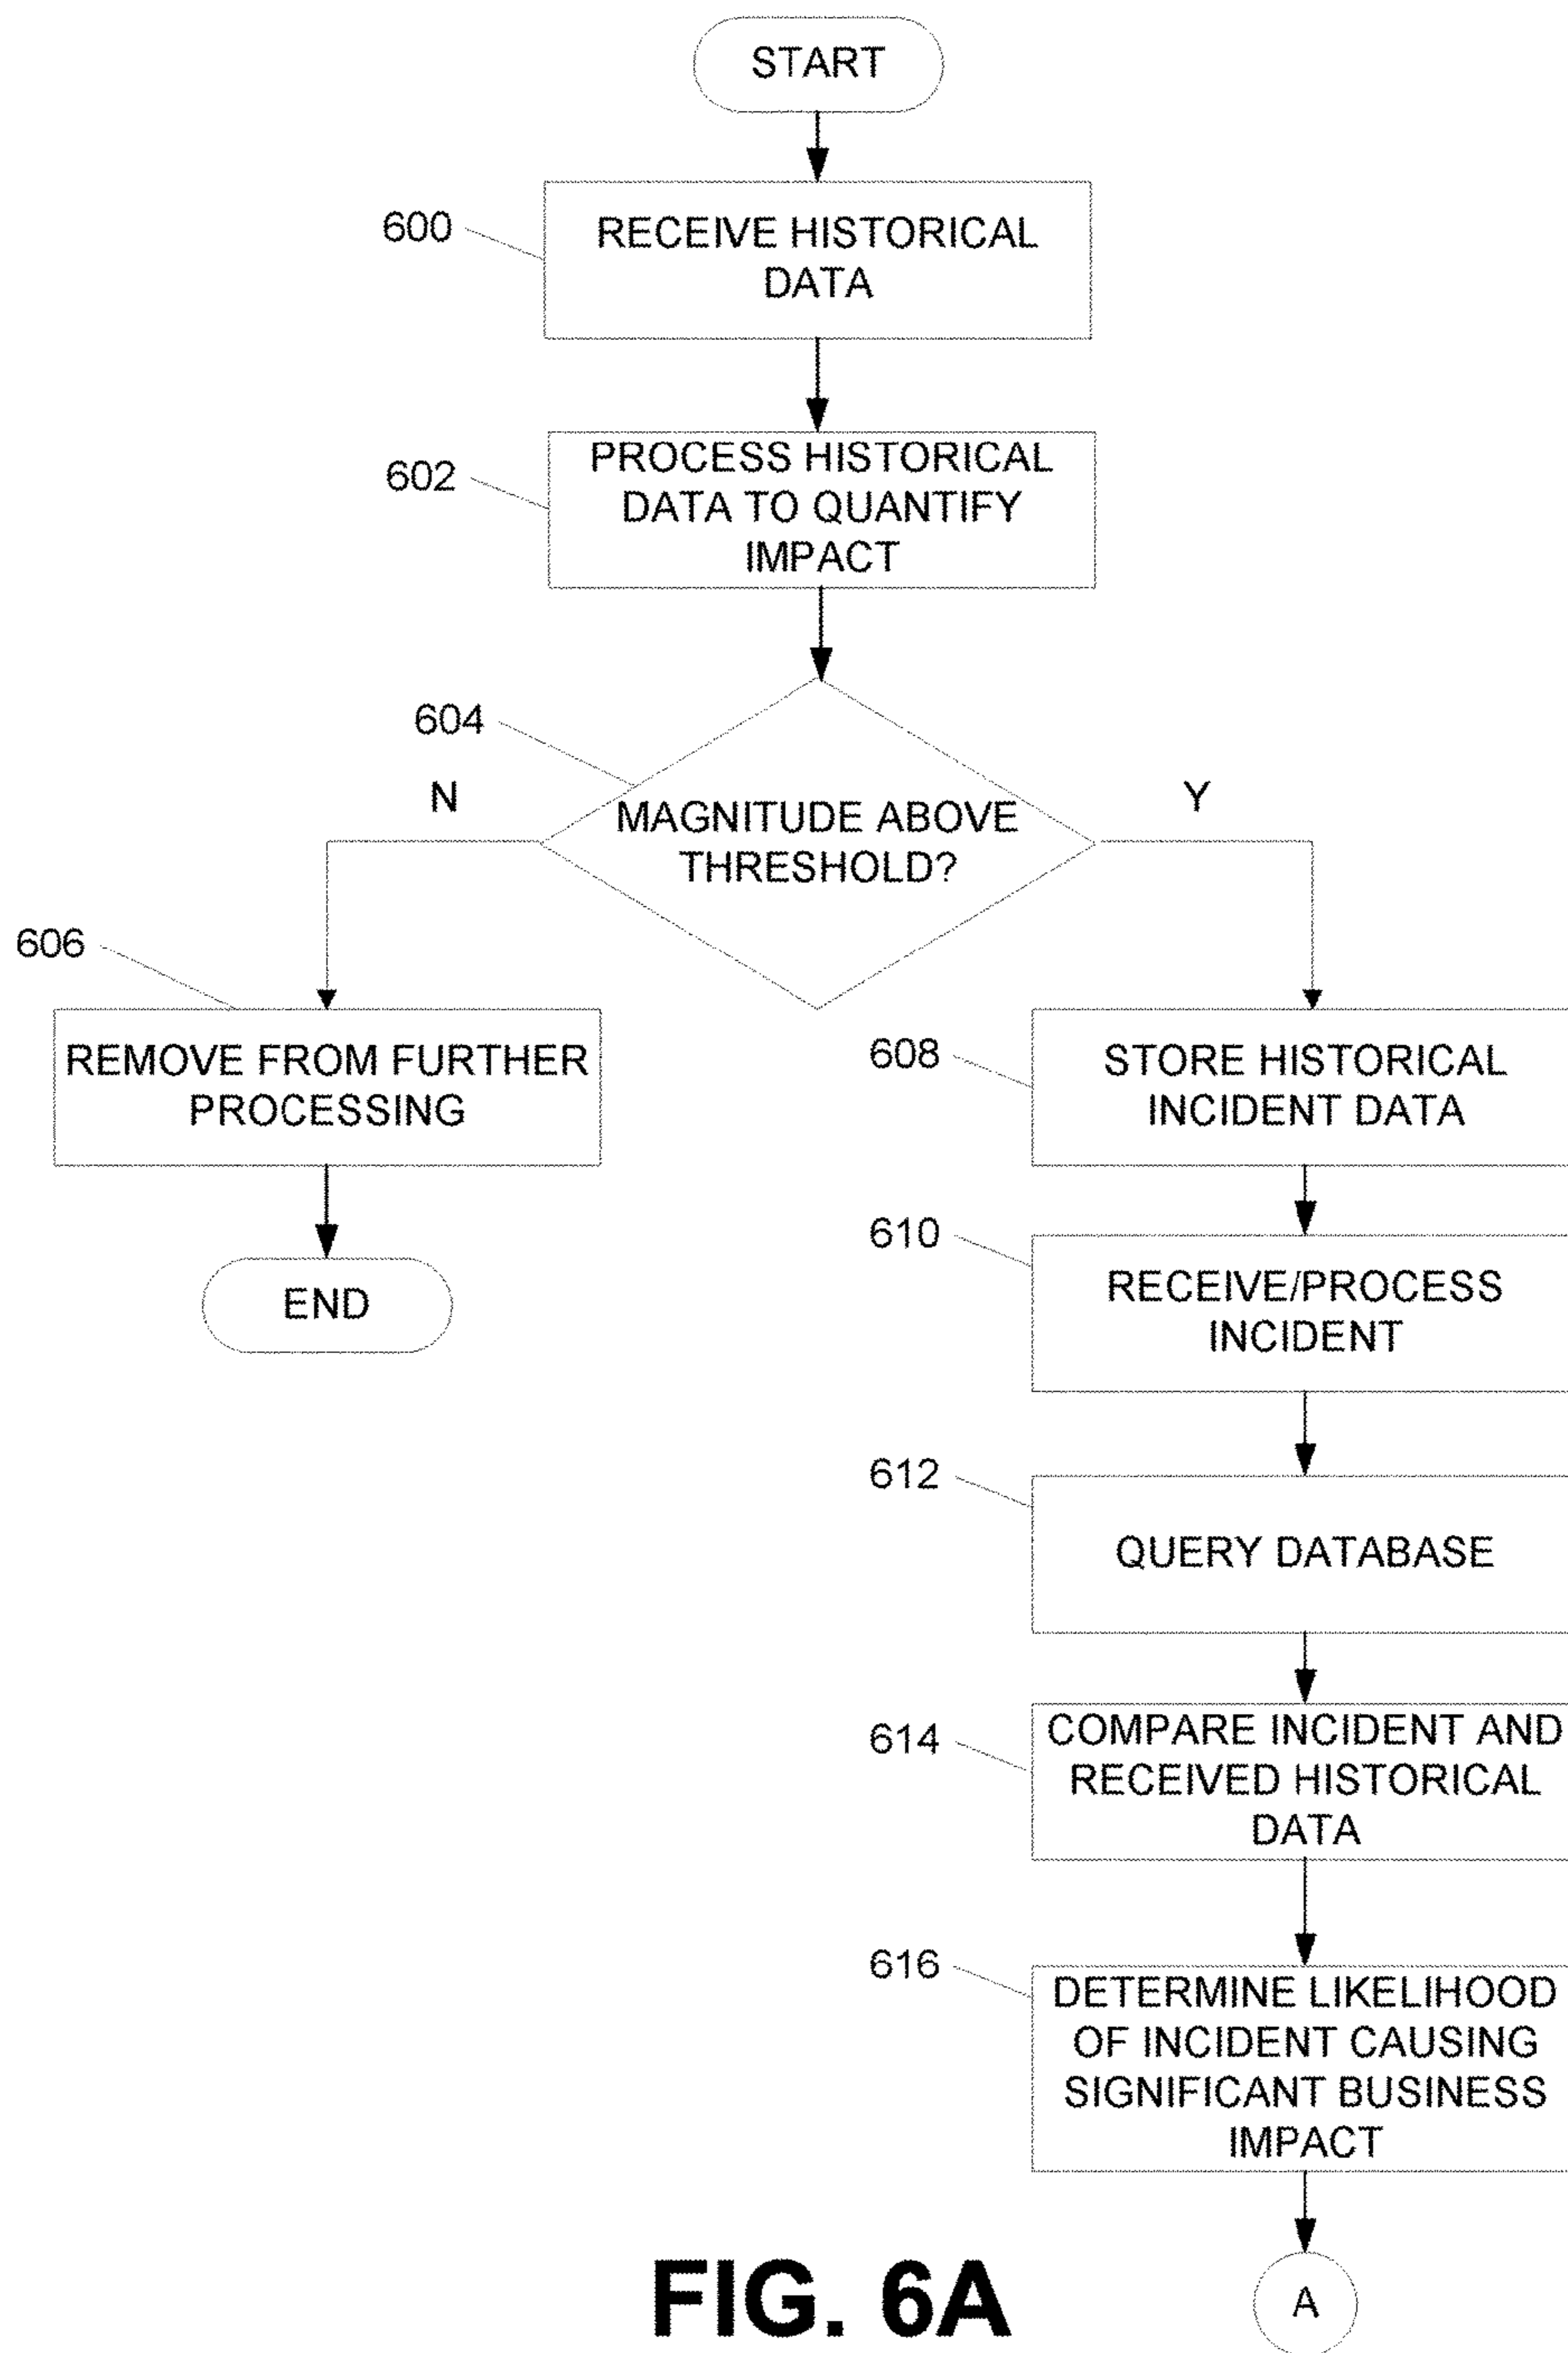 START
600
RECEIVE HISTORICAL
DATA
602
PROCESS HISTORICAL
DATA TO QUANTIFY
IMPACT
604
N
MAGNITUDE ABOVE
THRESHOLD?
Y
606
REMOVE FROM FURTHER
PROCESSING
END
608
STORE HISTORICAL
INCIDENT DATA
610
RECEIVE/PROCESS
INCIDENT
612
QUERY DATABASE
614
COMPARE INCIDENT AND
RECEIVED HISTORICAL
DATA
616
DETERMINE LIKELIHOOD
OF INCIDENT CAUSING
SIGNIFICANT BUSINESS
IMPACT
A
FIG. 6A